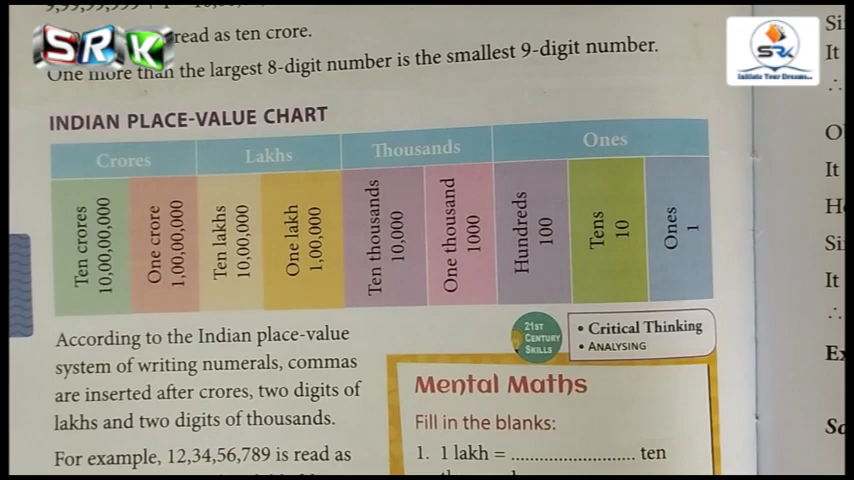 SRK
read as ten crore.
One more than the largest 8-digit number is the smallest 9-digit number.
SRK
Initiate Your Dreams...
INDIAN PLACE-VALUE CHART
Crores Lakhs Thousands Ones
Ten crores 10,00,00,000
One crore 1,00,00,000
Ten lakhs 10,00,000
One lakh 1,00,000
Ten thousands 10,000
One thousand 1000
Hundreds 100
Tens 10
Ones 1
According to the Indian place-value
system of writing numerals, commas
are inserted after crores, two digits of
lakhs and two digits of thousands.
For example, 12,34,56,789 is read as
21ST
CENTURY
SKILLS
• Critical Thinking
• ANALYSING
Mental Maths
Fill in the blanks:
1. 1 lakh = ........................... ten
Si
It
∴
O
It
H
Si
It
∴
Ex
So